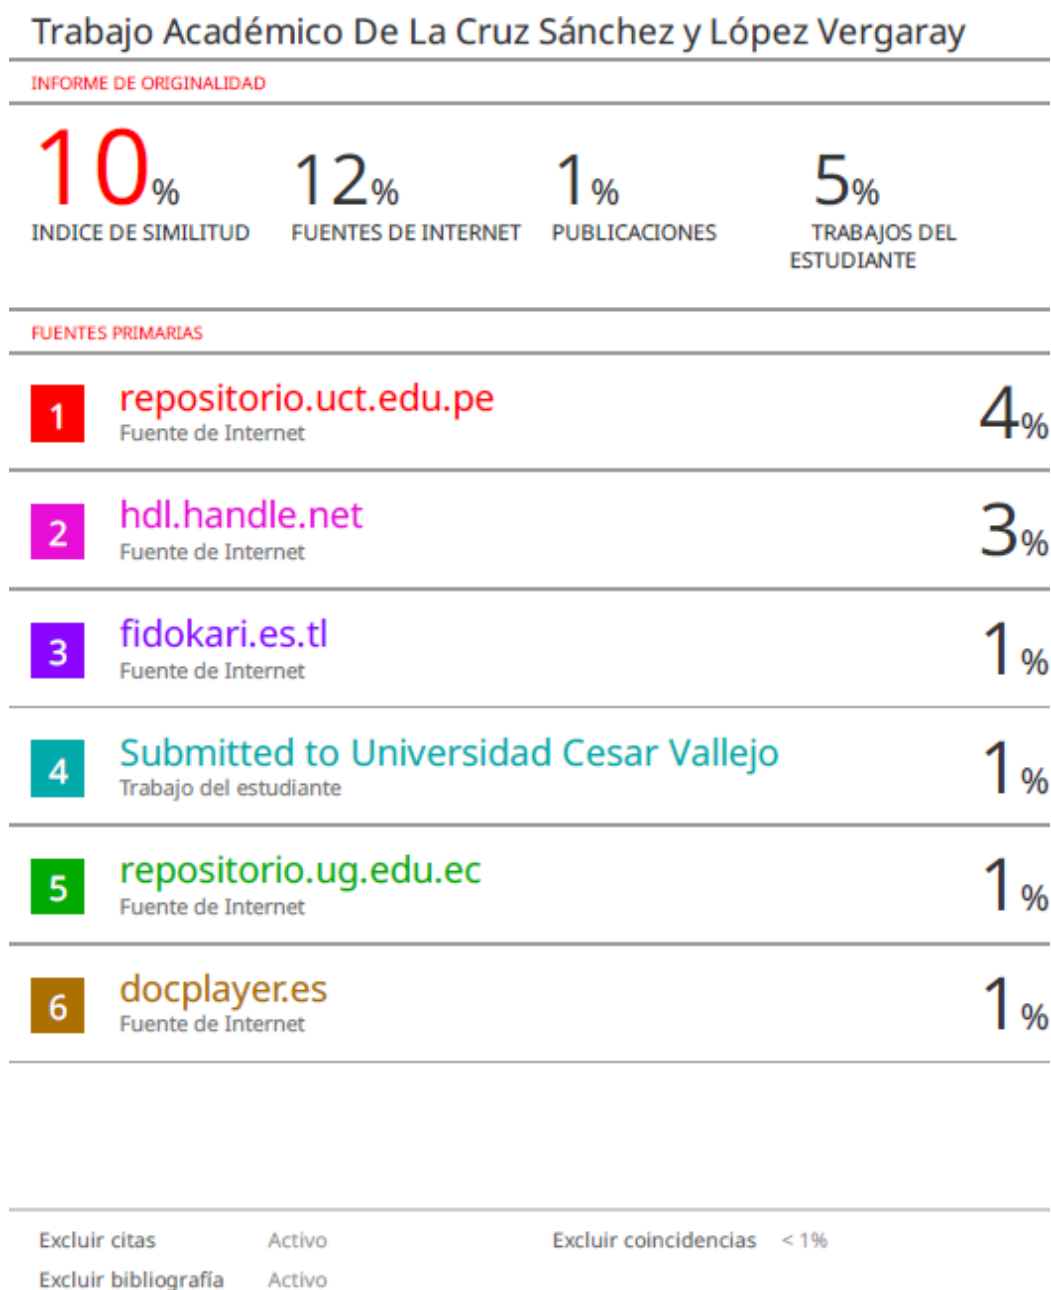 Trabajo Académico De La Cruz Sánchez y López Vergaray
INFORME DE ORIGINALIDAD
10%
INDICE DE SIMILITUD
12%
FUENTES DE INTERNET
1%
PUBLICACIONES
5%
TRABAJOS DEL
ESTUDIANTE
FUENTES PRIMARIAS
1
repositorio.uct.edu.pe
Fuente de Internet
4%
2
hdl.handle.net
Fuente de Internet
3%
3
fidokari.es.tl
Fuente de Internet
1%
4
Submitted to Universidad Cesar Vallejo
Trabajo del estudiante
1%
5
repositorio.ug.edu.ec
Fuente de Internet
1%
6
docplayer.es
Fuente de Internet
1%
Excluir citas Activo
Excluir coincidencias < 1%
Excluir bibliografía Activo